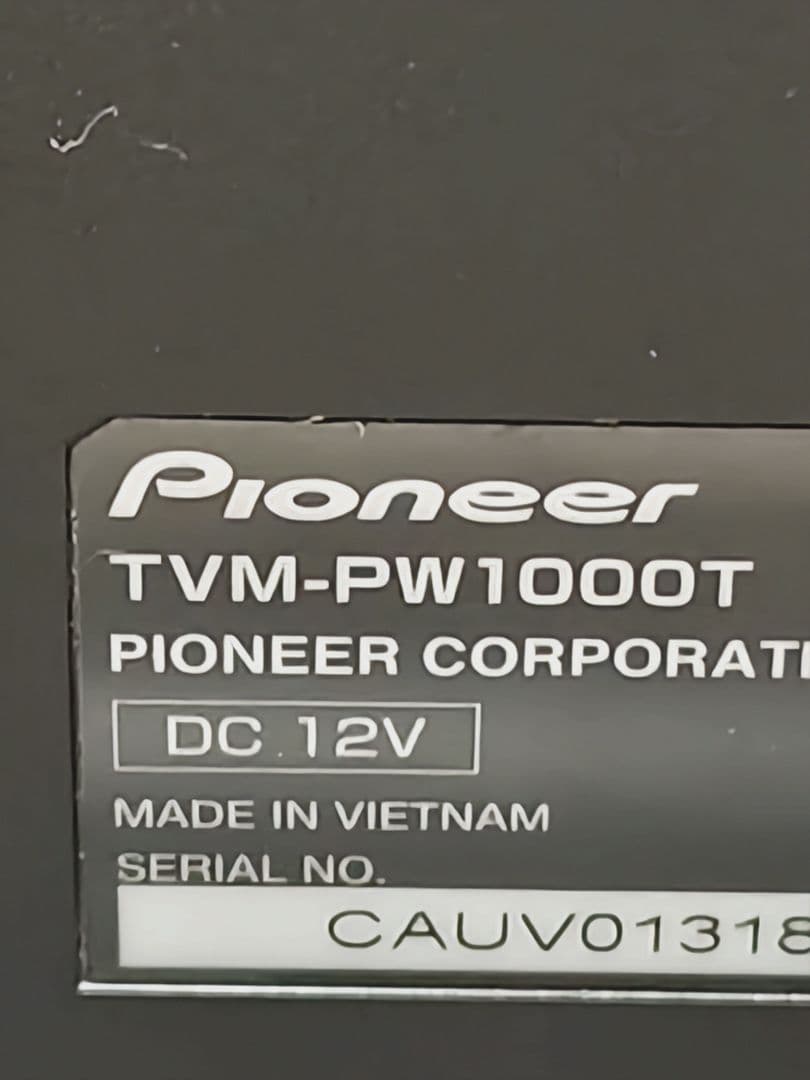 Pioneer
TVM-PW1000T
PIONEER CORPORATI
DC 12V
MADE IN VIETNAM
SERIAL NO.
CAUV01318